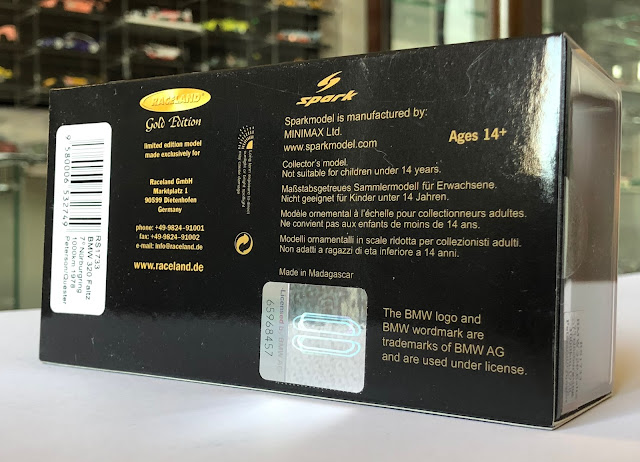 RACELAND
Gold Edition
limited edition model
made exclusively for
Raceland GmbH
Marktplatz 1
90599 Dietenhofen
Germany
phone: +49-9824-91001
fax: +49-9824-91002
e-mail: info@raceland.de
www.raceland.de
9 580006 532749
RS1733
BMW 320 Faltz
7° Nürburgring
1000km 1978
Peterson/Quester
spark
Sparkmodel is manufactured by:
MINIMAX Ltd.
www.sparkmodel.com
Ages 14+
Collector's model.
Not suitable for children under 14 years.
Maßstabsgetreues Sammlermodell für Erwachsene.
Nicht geeignet für Kinder unter 14 Jahren.
Modèle ornemental à l'échelle pour collectionneurs adultes.
Ne convient pas aux enfants de moins de 14 ans.
Modelli ornamentali in scale ridotta per collezionisti adulti.
Non adatti a ragazzi di eta inferiore a 14 anni.
Made in Madagascar
65968457
The BMW logo and
BMW wordmark are
trademarks of BMW AG
and are used under license.